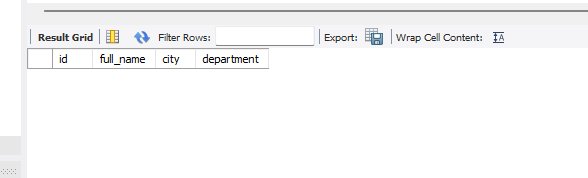 Result Grid Filter Rows: Export: Wrap Cell Content:
id full_name city department